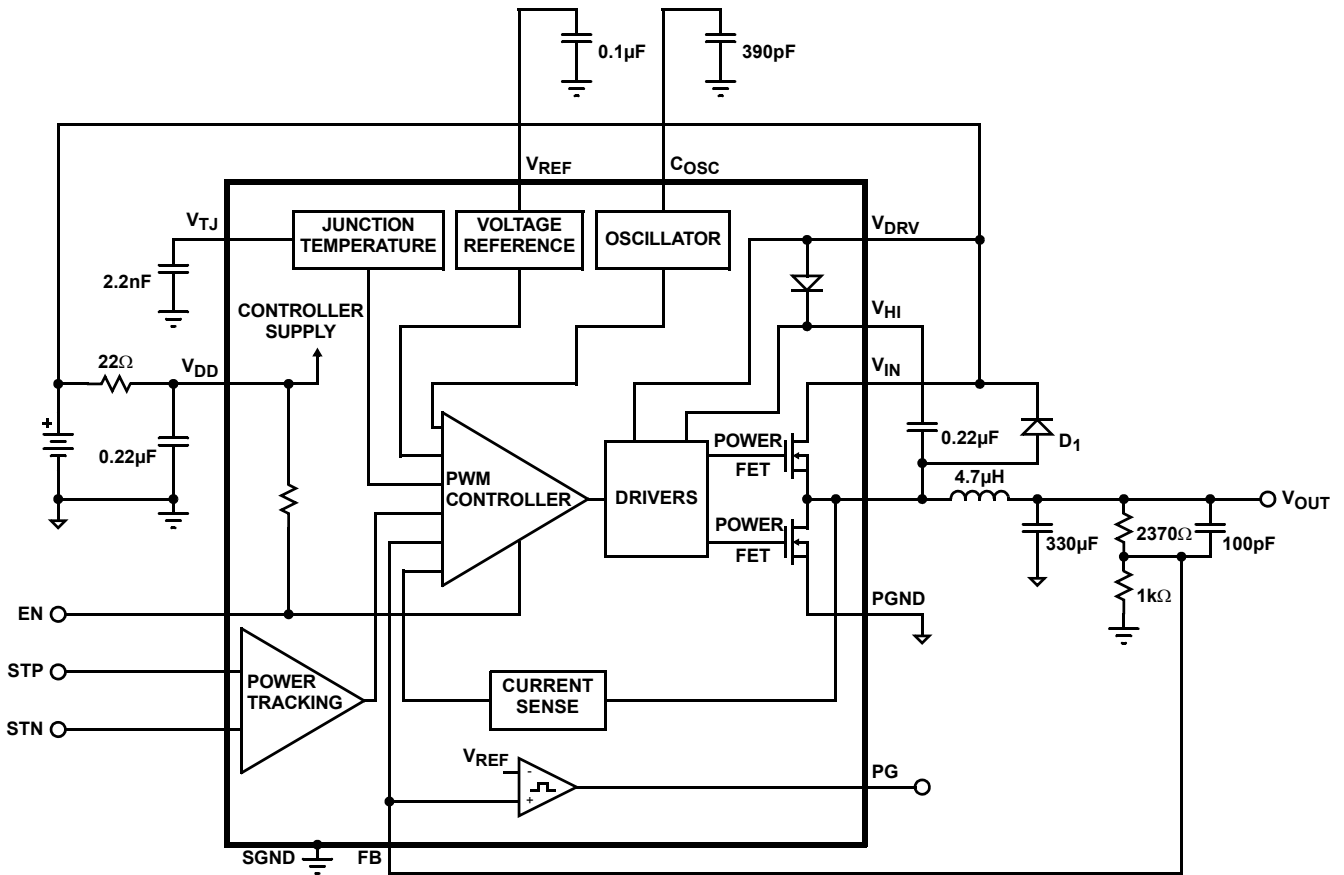 0.1µF
390pF
VREF
COSC
VTJ
JUNCTION
TEMPERATURE
VOLTAGE
REFERENCE
OSCILLATOR
VDRV
2.2nF
CONTROLLER
SUPPLY
VHI
22Ω
VDD
VIN
+
0.22µF
POWER
FET
0.22µF
D1
PWM
CONTROLLER
DRIVERS
4.7µH
VOUT
POWER
FET
330µF
2370Ω
100pF
1kΩ
EN
PGND
STP
POWER
TRACKING
CURRENT
SENSE
STN
VREF
-
+
PG
SGND
FB